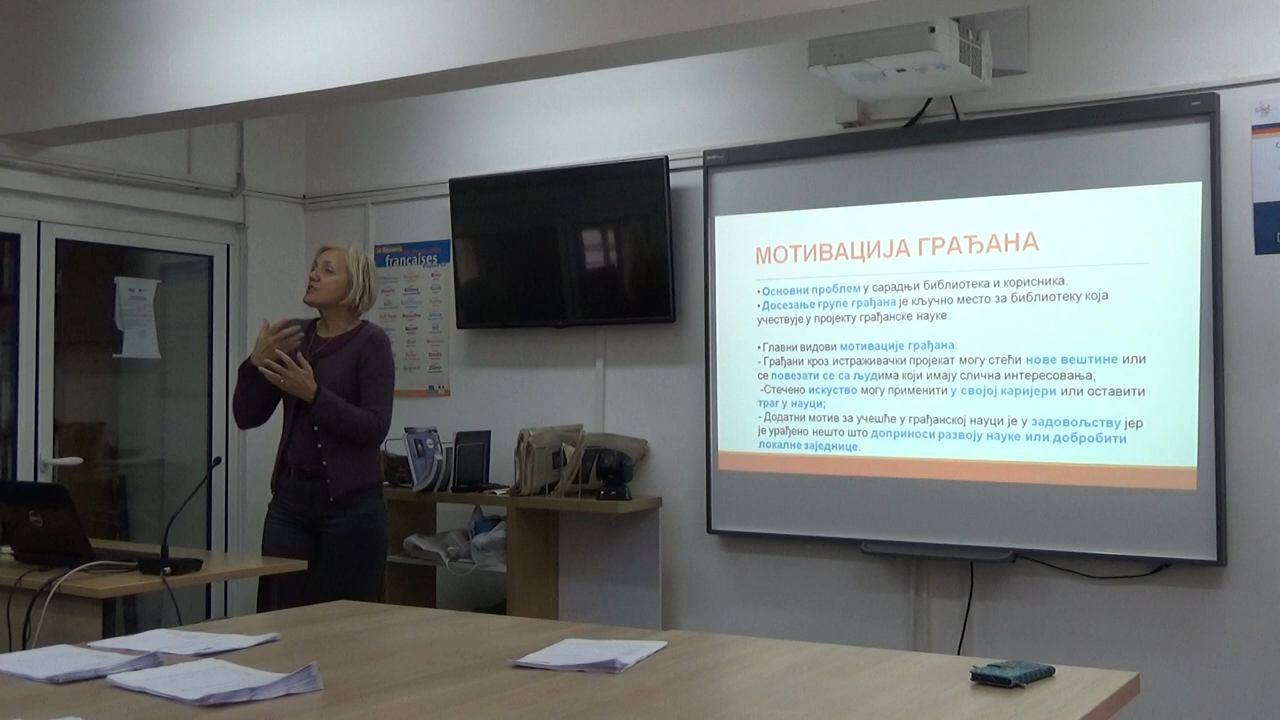 МОТИВАЦИЈА ГРАЂАНА
• Основни проблем у сарадњи библиотека и корисника.
• Досезање групе грађана је кључно место за библиотеку која
учествује у пројекту грађанске науке.
• Главни видови мотивације грађана:
- Грађани кроз истраживачки пројекат могу стећи нове вештине или
се повезати се са људима који имају слична интересовања;
-Стечено искуство могу применити у својој каријери или оставити
траг у науци;
- Додатни мотив за учешће у грађанској науци је у задовољству јер
је урађено нешто што доприноси развоју науке или добробити
локалне заједнице.
françaises